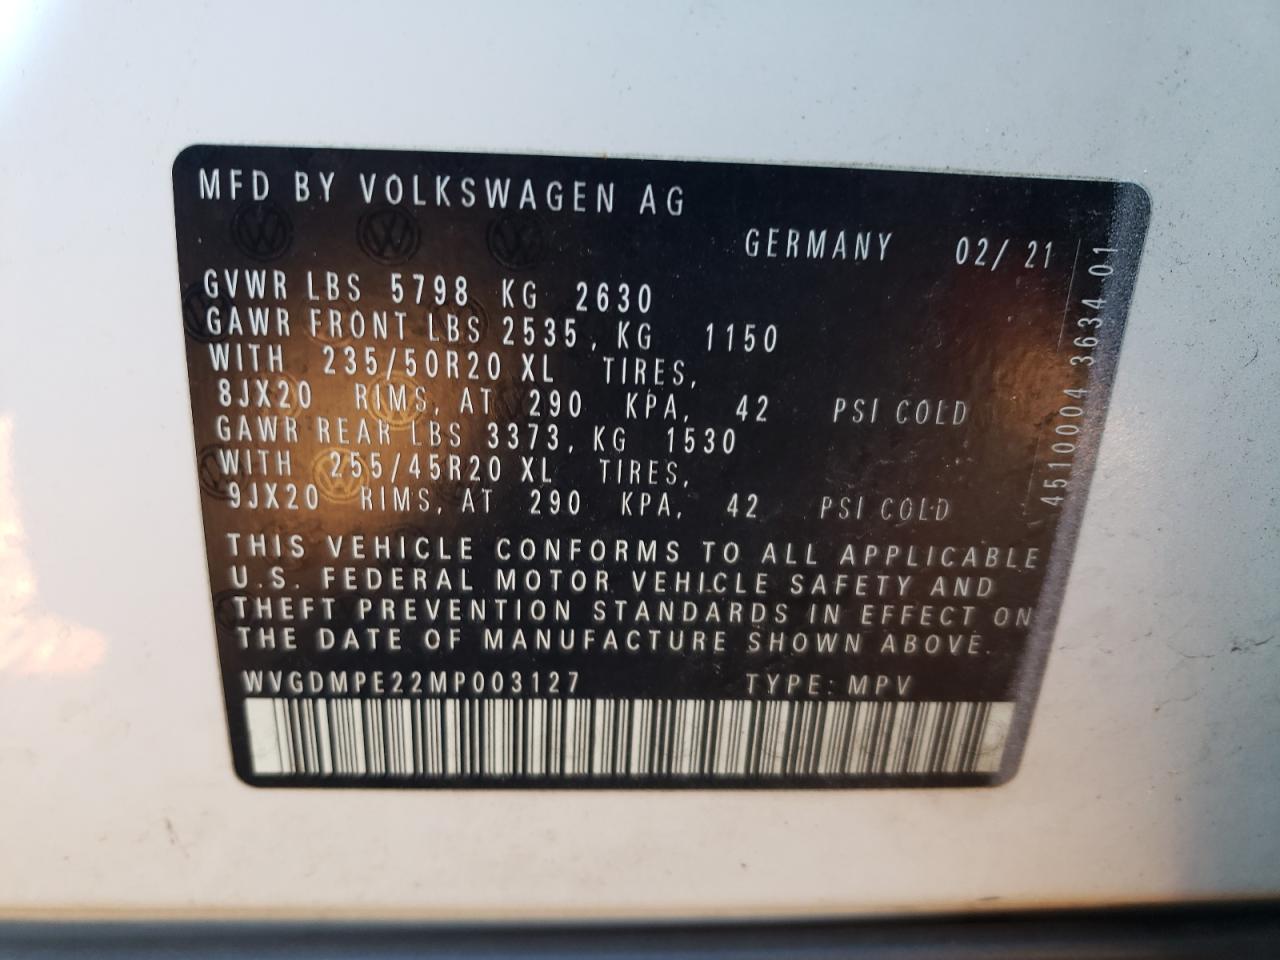 MFD BY VOLKSWAGEN AG
GERMANY 02/ 21
GVWR LBS 5798 KG 2630
GAWR FRONT LBS 2535, KG 1150
WITH 235/50R20 XL TIRES,
8JX20 RIMS, AT 290 KPA, 42 PSI COLD
GAWR REAR LBS 3373, KG 1530
WITH 255/45R20 XL TIRES,
9JX20 RIMS, AT 290 KPA, 42 PSI COLD
THIS VEHICLE CONFORMS TO ALL APPLICABLE
U.S. FEDERAL MOTOR VEHICLE SAFETY AND
THEFT PREVENTION STANDARDS IN EFFECT ON
THE DATE OF MANUFACTURE SHOWN ABOVE.
WVGDMPE22MP003127 TYPE: MPV
4510004 3634 01